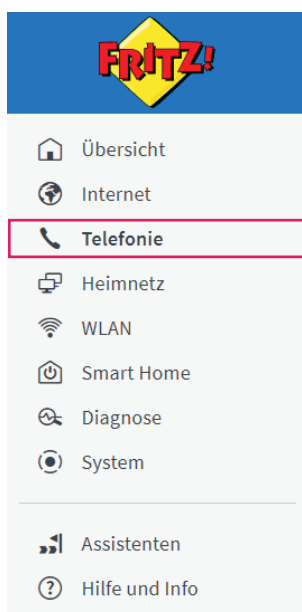 FRITZ!
Übersicht
Internet
Telefonie
Heimnetz
WLAN
Smart Home
Diagnose
System
Assistenten
Hilfe und Info